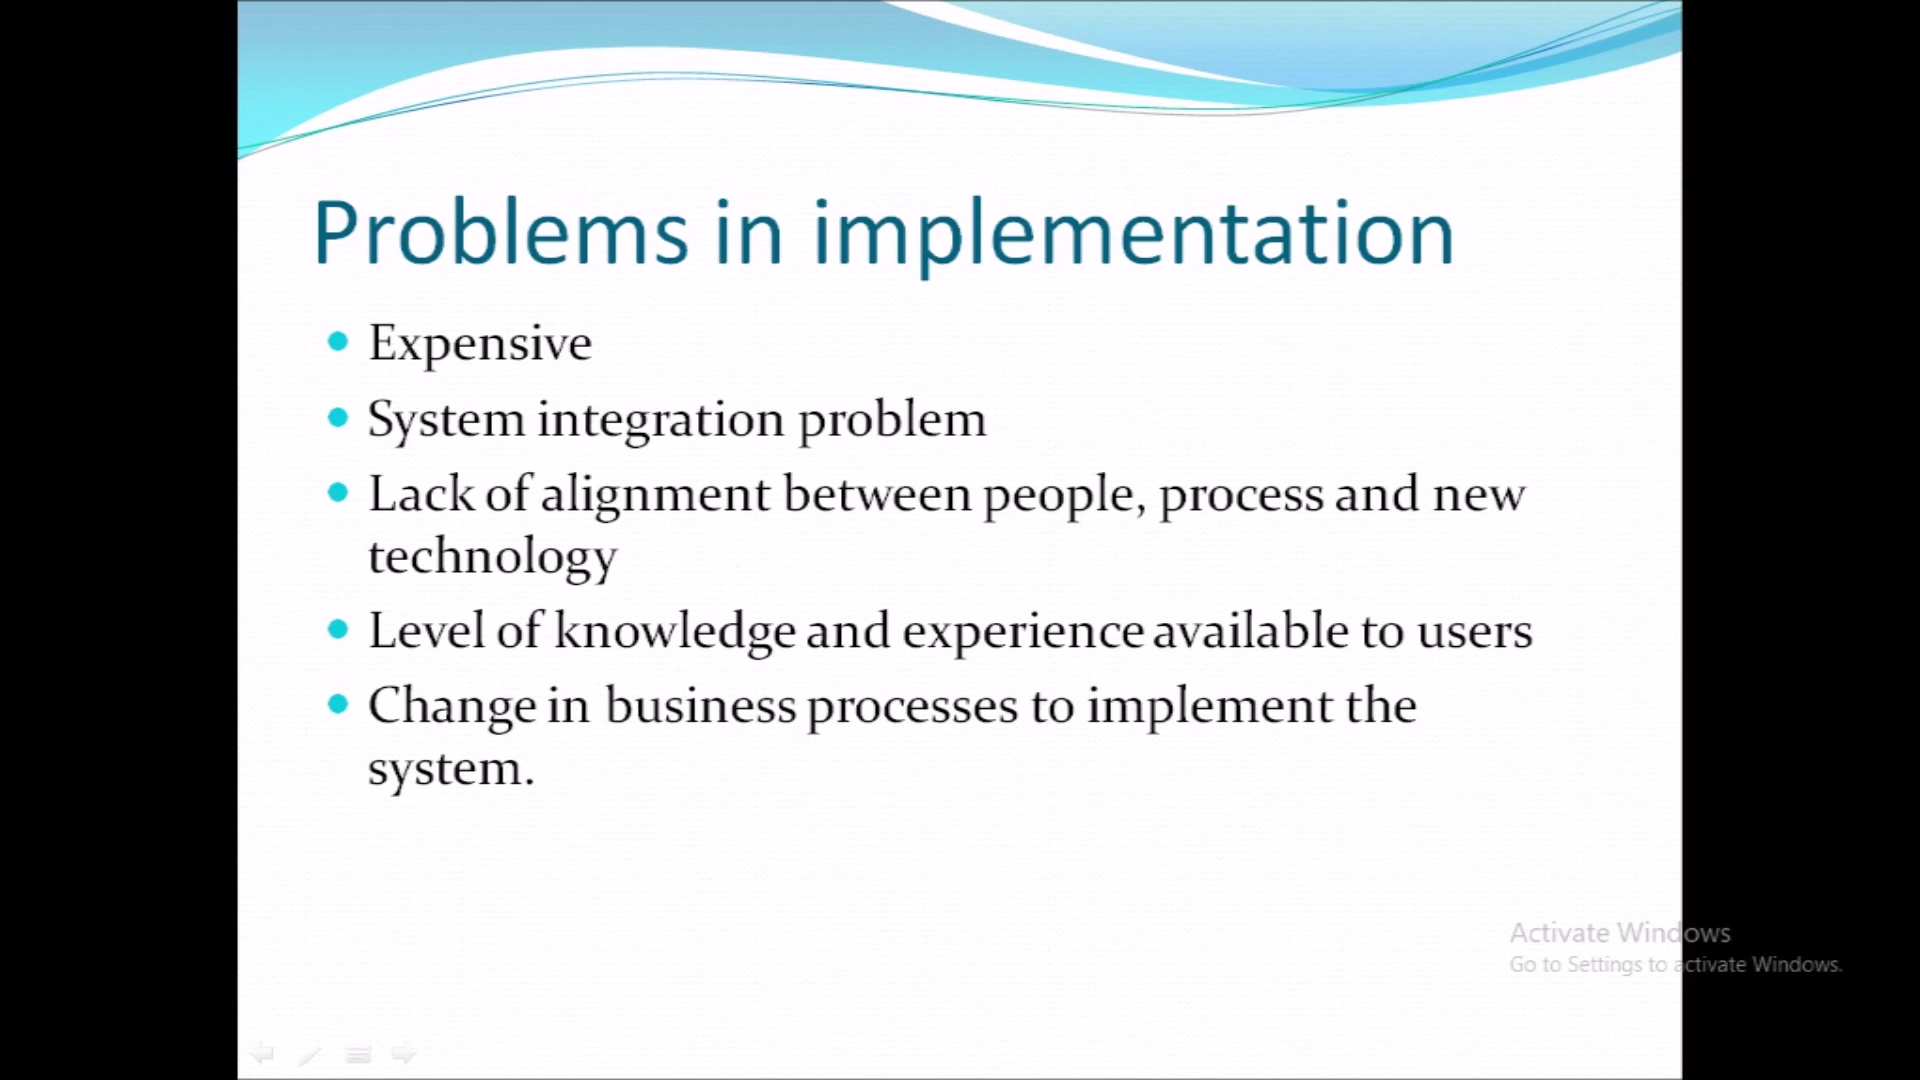 Problems in implementation
Expensive
System integration problem
Lack of alignment between people, process and new
technology
Level of knowledge and experience available to users
Change in business processes to implement the
system.
Activate Windows
Go to Settings to activate Windows.